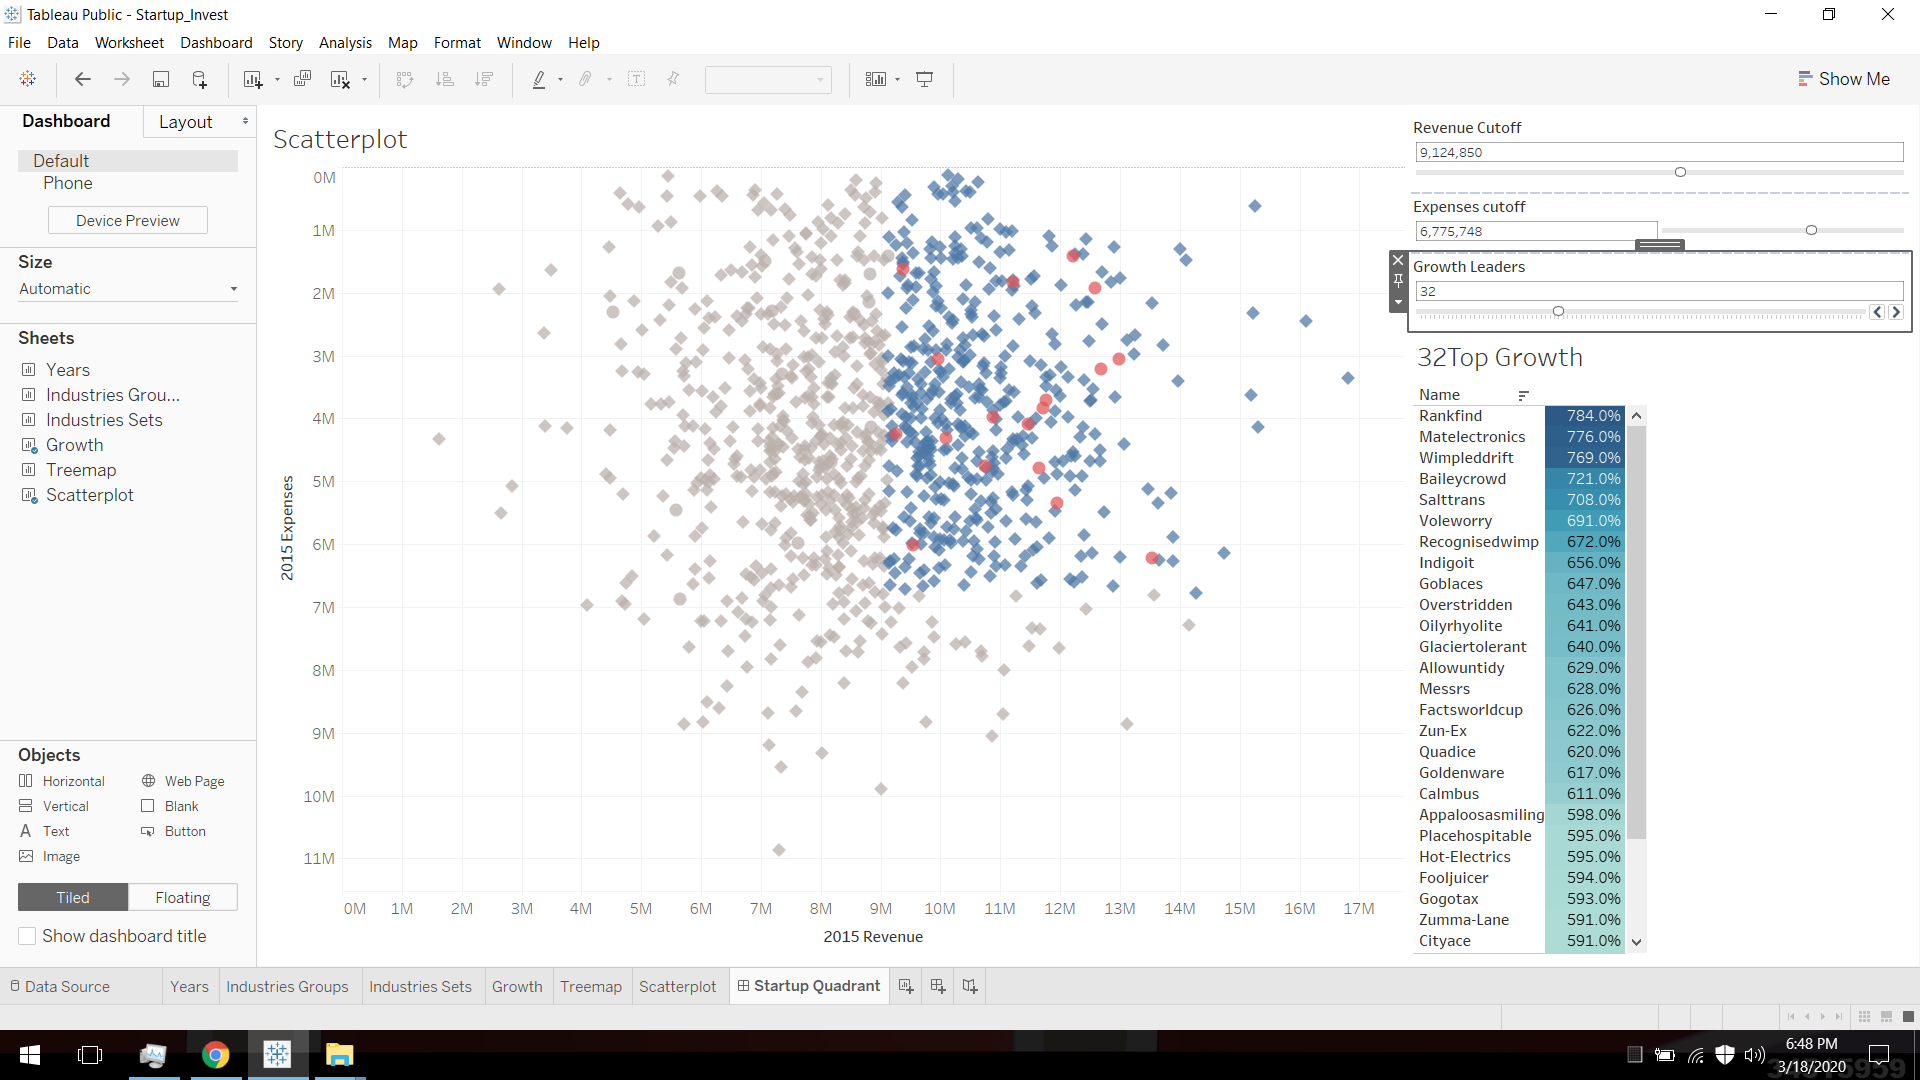 Tableau Public - Startup_Invest
File Data Worksheet Dashboard Story Analysis Map Format Window Help
Show Me
Dashboard Layout
Default
Phone
Device Preview
Size
Automatic
Sheets
Years
Industries Grou...
Industries Sets
Growth
Treemap
Scatterplot
Objects
Horizontal Web Page
Vertical Blank
Text Button
Image
Tiled Floating
Show dashboard title
Scatterplot
2015 Expenses
0M
1M
2M
3M
4M
5M
6M
7M
8M
9M
10M
11M
0M 1M 2M 3M 4M 5M 6M 7M 8M 9M 10M 11M 12M 13M 14M 15M 16M 17M
2015 Revenue
Revenue Cutoff
9,124,850
Expenses cutoff
6,775,748
Growth Leaders
32
32Top Growth
Name
Rankfind 784.0%
Matelectronics 776.0%
Wimpleddrift 769.0%
Baileycrowd 721.0%
Salttrans 708.0%
Voleworry 691.0%
Recognisedwimp 672.0%
Indigoit 656.0%
Goblaces 647.0%
Overstridden 643.0%
Oilyrhyolite 641.0%
Glaciertolerant 640.0%
Allowuntidy 629.0%
Messrs 628.0%
Factsworldcup 626.0%
Zun-Ex 622.0%
Quadice 620.0%
Goldenware 617.0%
Calmbus 611.0%
Appaloosasmiling 598.0%
Placehospitable 595.0%
Hot-Electrics 595.0%
Fooljuicer 594.0%
Gogotax 593.0%
Zumma-Lane 591.0%
Cityace 591.0%
Data Source Years Industries Groups Industries Sets Growth Treemap Scatterplot Startup Quadrant
6:48 PM
3/18/2020